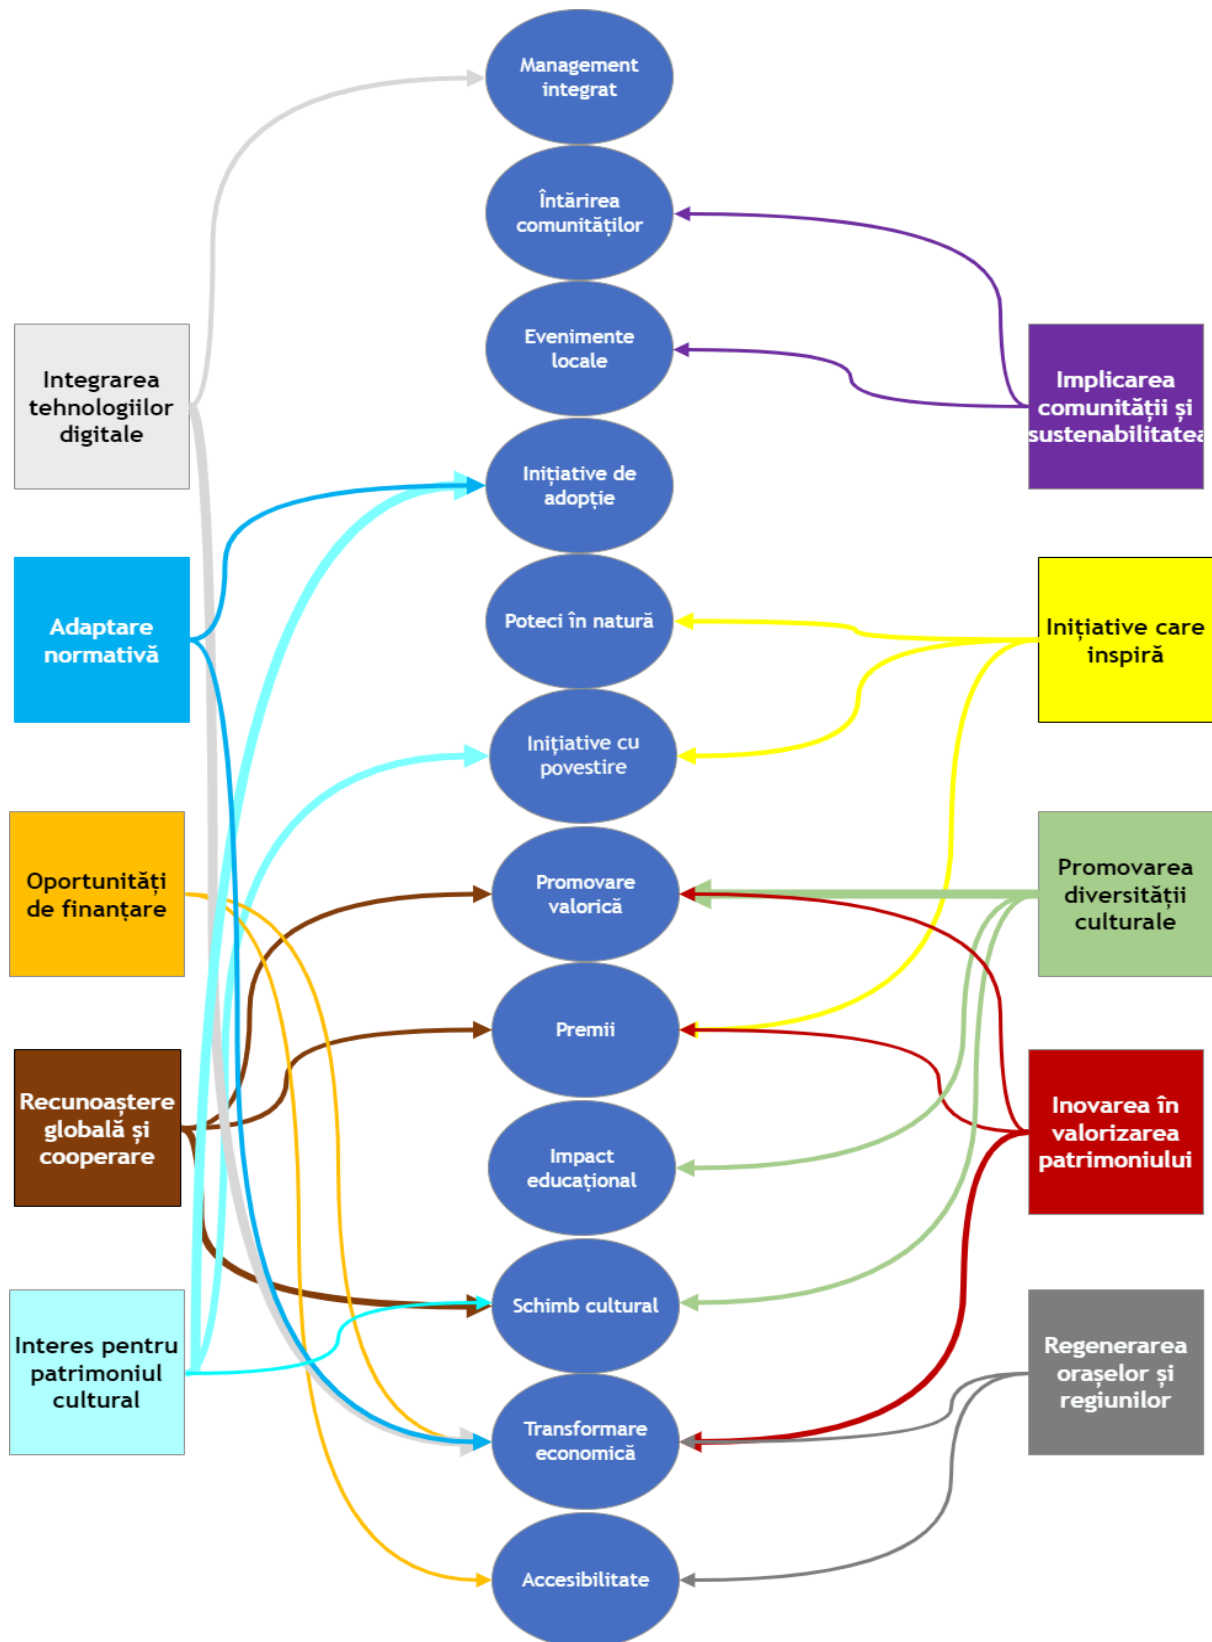 Management
integrat
Întărirea
comunităților
Evenimente
locale
Inițiative de
adopție
Poteci în natură
Inițiative cu
povestire
Promovare
valorică
Premii
Impact
educațional
Schimb cultural
Transformare
economică
Accesibilitate
Integrarea
tehnologiilor
digitale
Adaptare
normativă
Oportunități
de finanțare
Recunoaștere
globală și
cooperare
Interes pentru
patrimoniul
cultural
Implicarea
comunității și
sustenabilitatea
Inițiative care
inspiră
Promovarea
diversității
culturale
Inovarea în
valorizarea
patrimoniului
Regenerarea
orașelor și
regiunilor